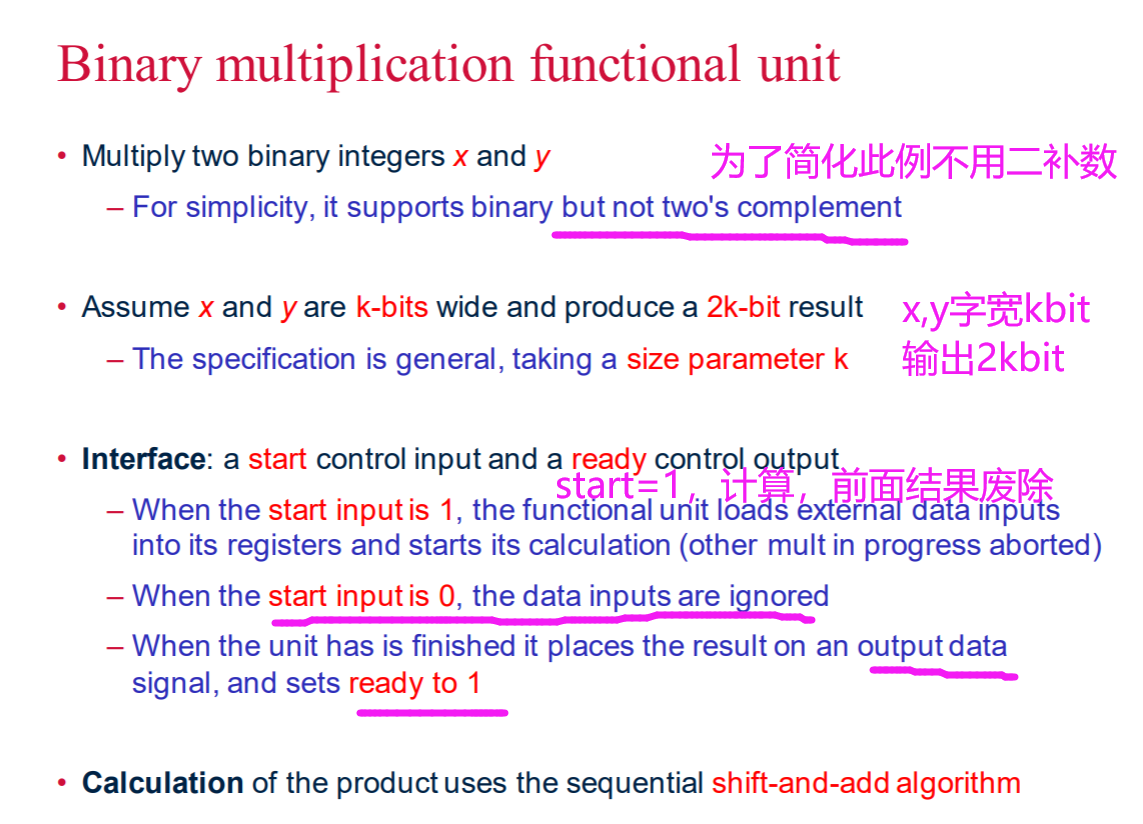 Binary multiplication functional unit
• Multiply two binary integers x and y
为了简化此例不用二补数
– For simplicity, it supports binary but not two's complement
• Assume x and y are k-bits wide and produce a 2k-bit result
x,y字宽kbit
– The specification is general, taking a size parameter k
输出2kbit
• Interface: a start control input and a ready control output
start=1，计算，前面结果废除
– When the start input is 1, the functional unit loads external data inputs
into its registers and starts its calculation (other mult in progress aborted)
– When the start input is 0, the data inputs are ignored
– When the unit has is finished it places the result on an output data
signal, and sets ready to 1
• Calculation of the product uses the sequential shift-and-add algorithm